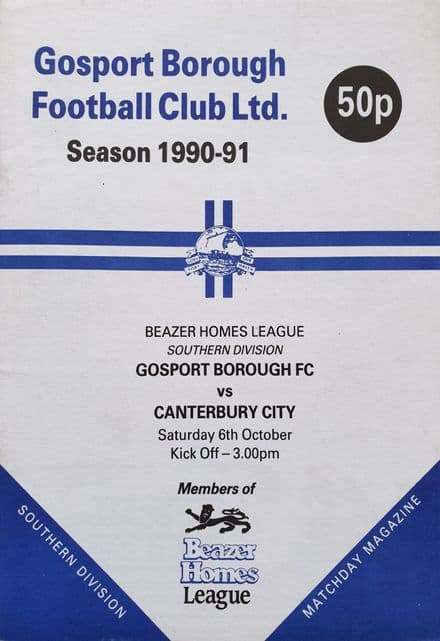 Gosport Borough
Football Club Ltd.
50p
Season 1990-91
BEAZER HOMES LEAGUE
SOUTHERN DIVISION
GOSPORT BOROUGH FC
vs
CANTERBURY CITY
Saturday 6th October
Kick Off – 3.00pm
Members of
Beazer
Homes
League
SOUTHERN DIVISION
MATCHDAY MAGAZINE